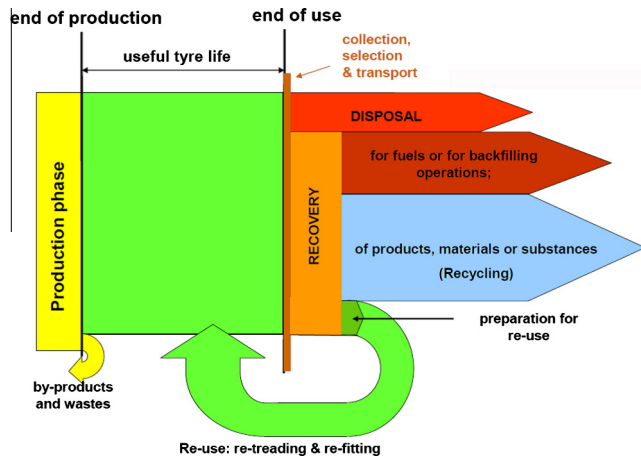 end of production
end of use
useful tyre life
collection,
selection
& transport
DISPOSAL
for fuels or for backfilling
operations;
Production phase
RECOVERY
of products, materials or substances
(Recycling)
preparation for
re-use
by-products
and wastes
Re-use: re-treading & re-fitting